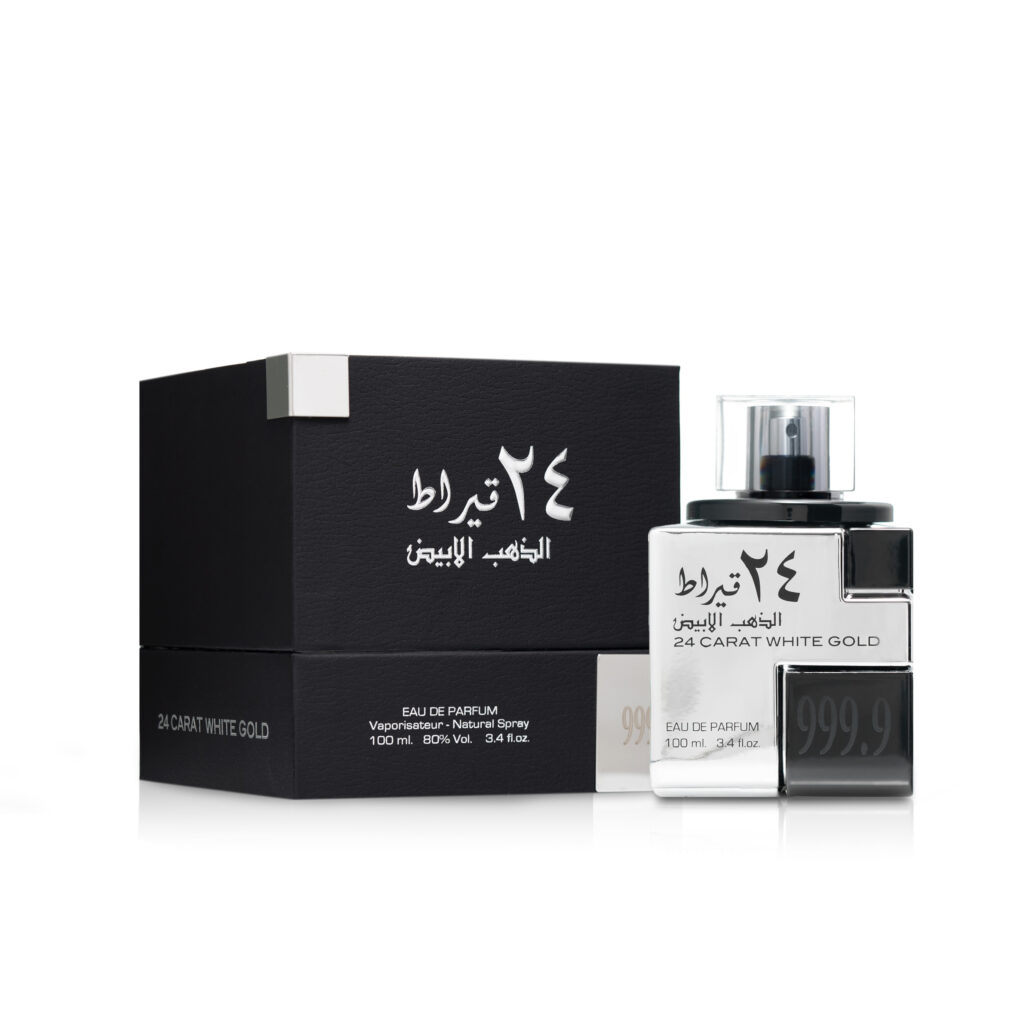 ٢٤ قيراط
الذهب الابيض
24 CARAT WHITE GOLD
EAU DE PARFUM
Vaporisateur - Natural Spray
100 ml. 80% Vol. 3.4 fl.oz.
٢٤ قيراط
الذهب الابيض
24 CARAT WHITE GOLD
EAU DE PARFUM
100 ml. 3.4 fl.oz.
999.9